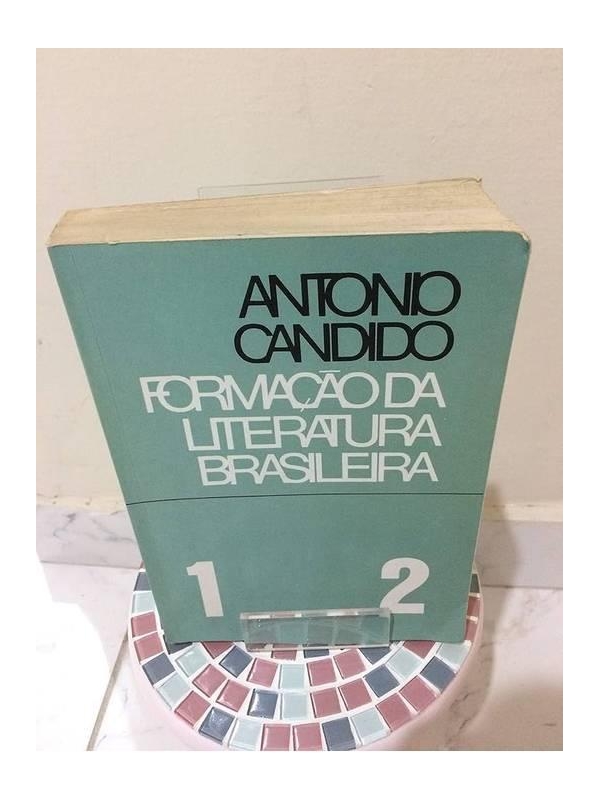 ANTONIO
CANDIDO
FORMAÇÃO DA
LITERATURA
BRASILEIRA
1 2